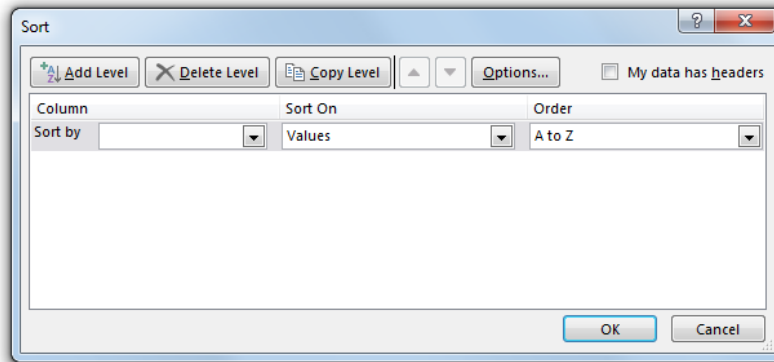 Sort
Add Level Delete Level Copy Level Options... My data has headers
Column Sort On Order
Sort by Values A to Z
OK Cancel